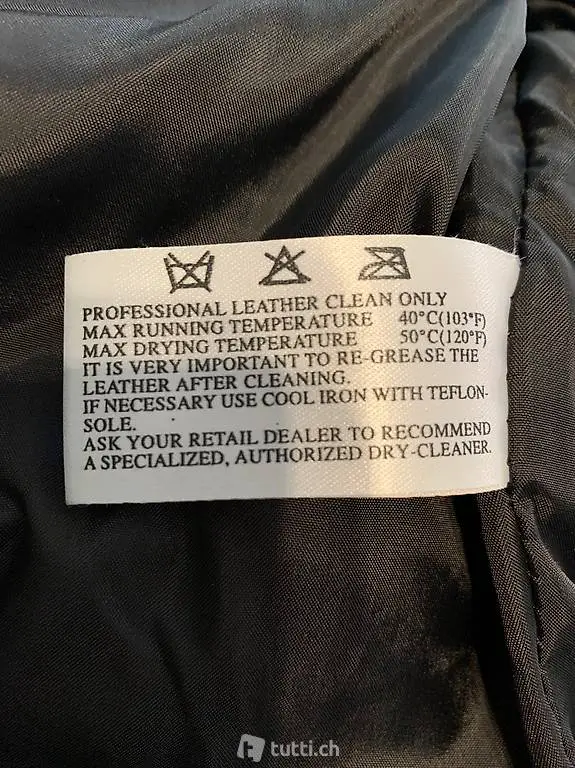 PROFESSIONAL LEATHER CLEAN ONLY
MAX RUNNING TEMPERATURE 40°C(103°F)
MAX DRYING TEMPERATURE 50°C(120°F)
IT IS VERY IMPORTANT TO RE-GREASE THE
LEATHER AFTER CLEANING.
IF NECESSARY USE COOL IRON WITH TEFLON-
SOLE.
ASK YOUR RETAIL DEALER TO RECOMMEND
A SPECIALIZED, AUTHORIZED DRY-CLEANER.
tutti.ch